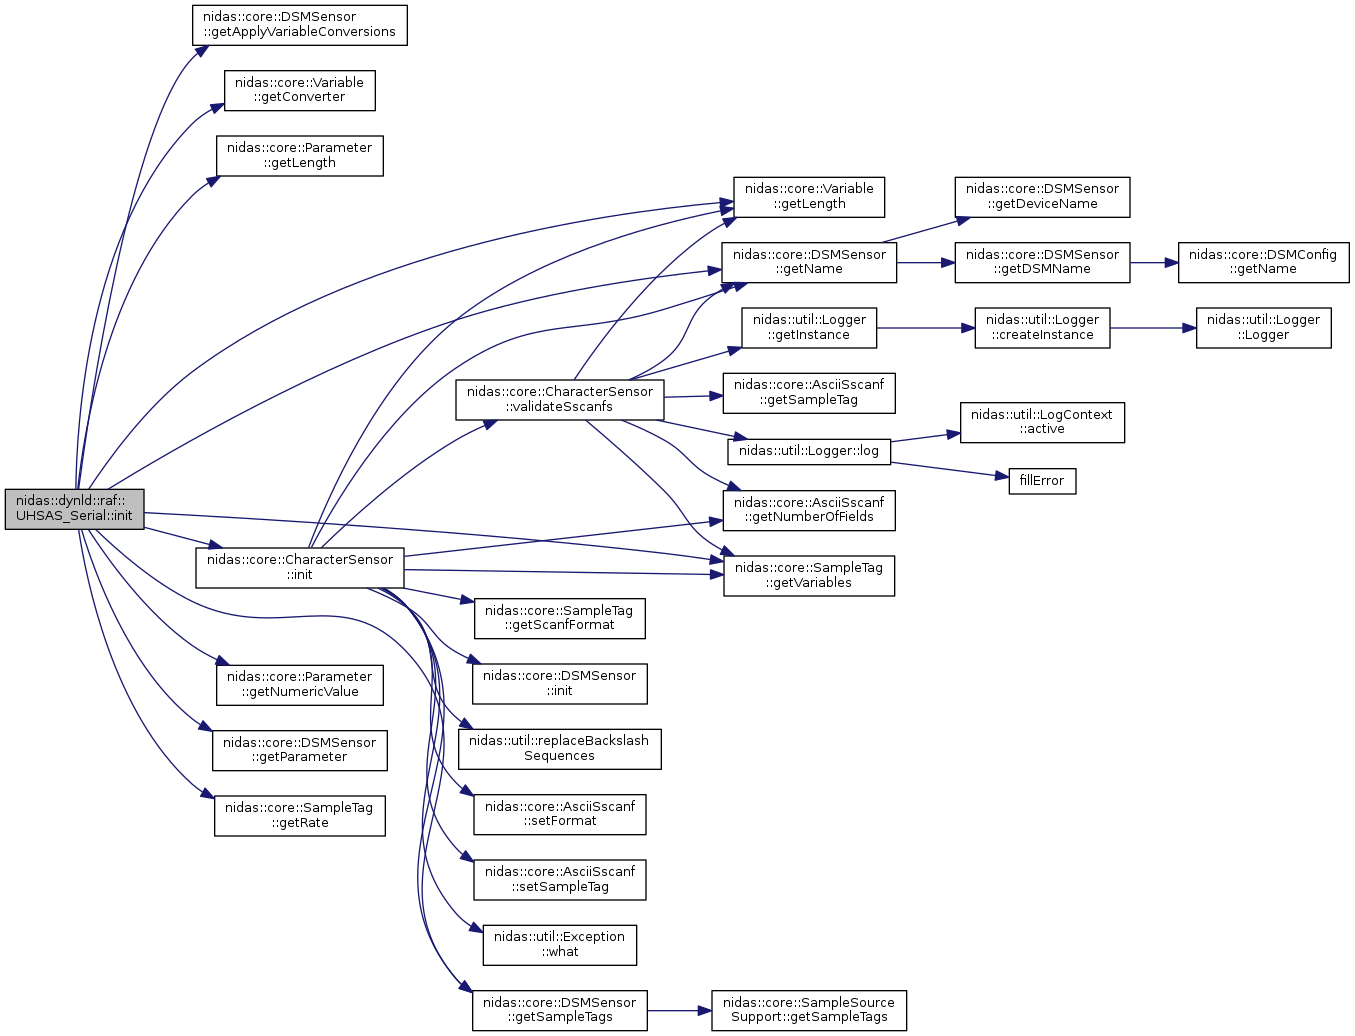 nidas::core::DSMSensor
::getApplyVariableConversions
nidas::core::Variable
::getConverter
nidas::core::Parameter
::getLength
nidas::core::Variable
::getLength
nidas::core::DSMSensor
::getDeviceName
nidas::core::DSMSensor
::getName
nidas::core::DSMSensor
::getDSMName
nidas::core::DSMConfig
::getName
nidas::util::Logger
::getInstance
nidas::util::Logger
::createInstance
nidas::util::Logger
::Logger
nidas::core::CharacterSensor
::validateSscanfs
nidas::core::AsciiSscanf
::getSampleTag
nidas::util::LogContext
::active
nidas::util::Logger::log
fillError
nidas::dynld::raf::
UHSAS_Serial::init
nidas::core::AsciiSscanf
::getNumberOfFields
nidas::core::CharacterSensor
::init
nidas::core::SampleTag
::getVariables
nidas::core::SampleTag
::getScanfFormat
nidas::core::Parameter
::getNumericValue
nidas::core::DSMSensor
::init
nidas::core::DSMSensor
::getParameter
nidas::util::replaceBackslash
Sequences
nidas::core::SampleTag
::getRate
nidas::core::AsciiSscanf
::setFormat
nidas::core::AsciiSscanf
::setSampleTag
nidas::util::Exception
::what
nidas::core::DSMSensor
::getSampleTags
nidas::core::SampleSource
Support::getSampleTags